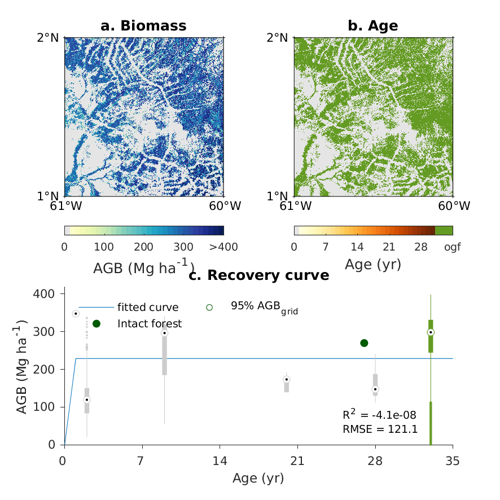 a. Biomass
b. Age
2°N
1°N
61°W
60°W
2°N
1°N
61°W
60°W
0 100 200 300 >400
AGB (Mg ha-1)
0 7 14 21 28 ogf
Age (yr)
c. Recovery curve
fitted curve
Intact forest
95% AGBgrid
400
300
200
100
0
AGB (Mg ha-1)
R2 = -4.1e-08
RMSE = 121.1
0 7 14 21 28 35
Age (yr)